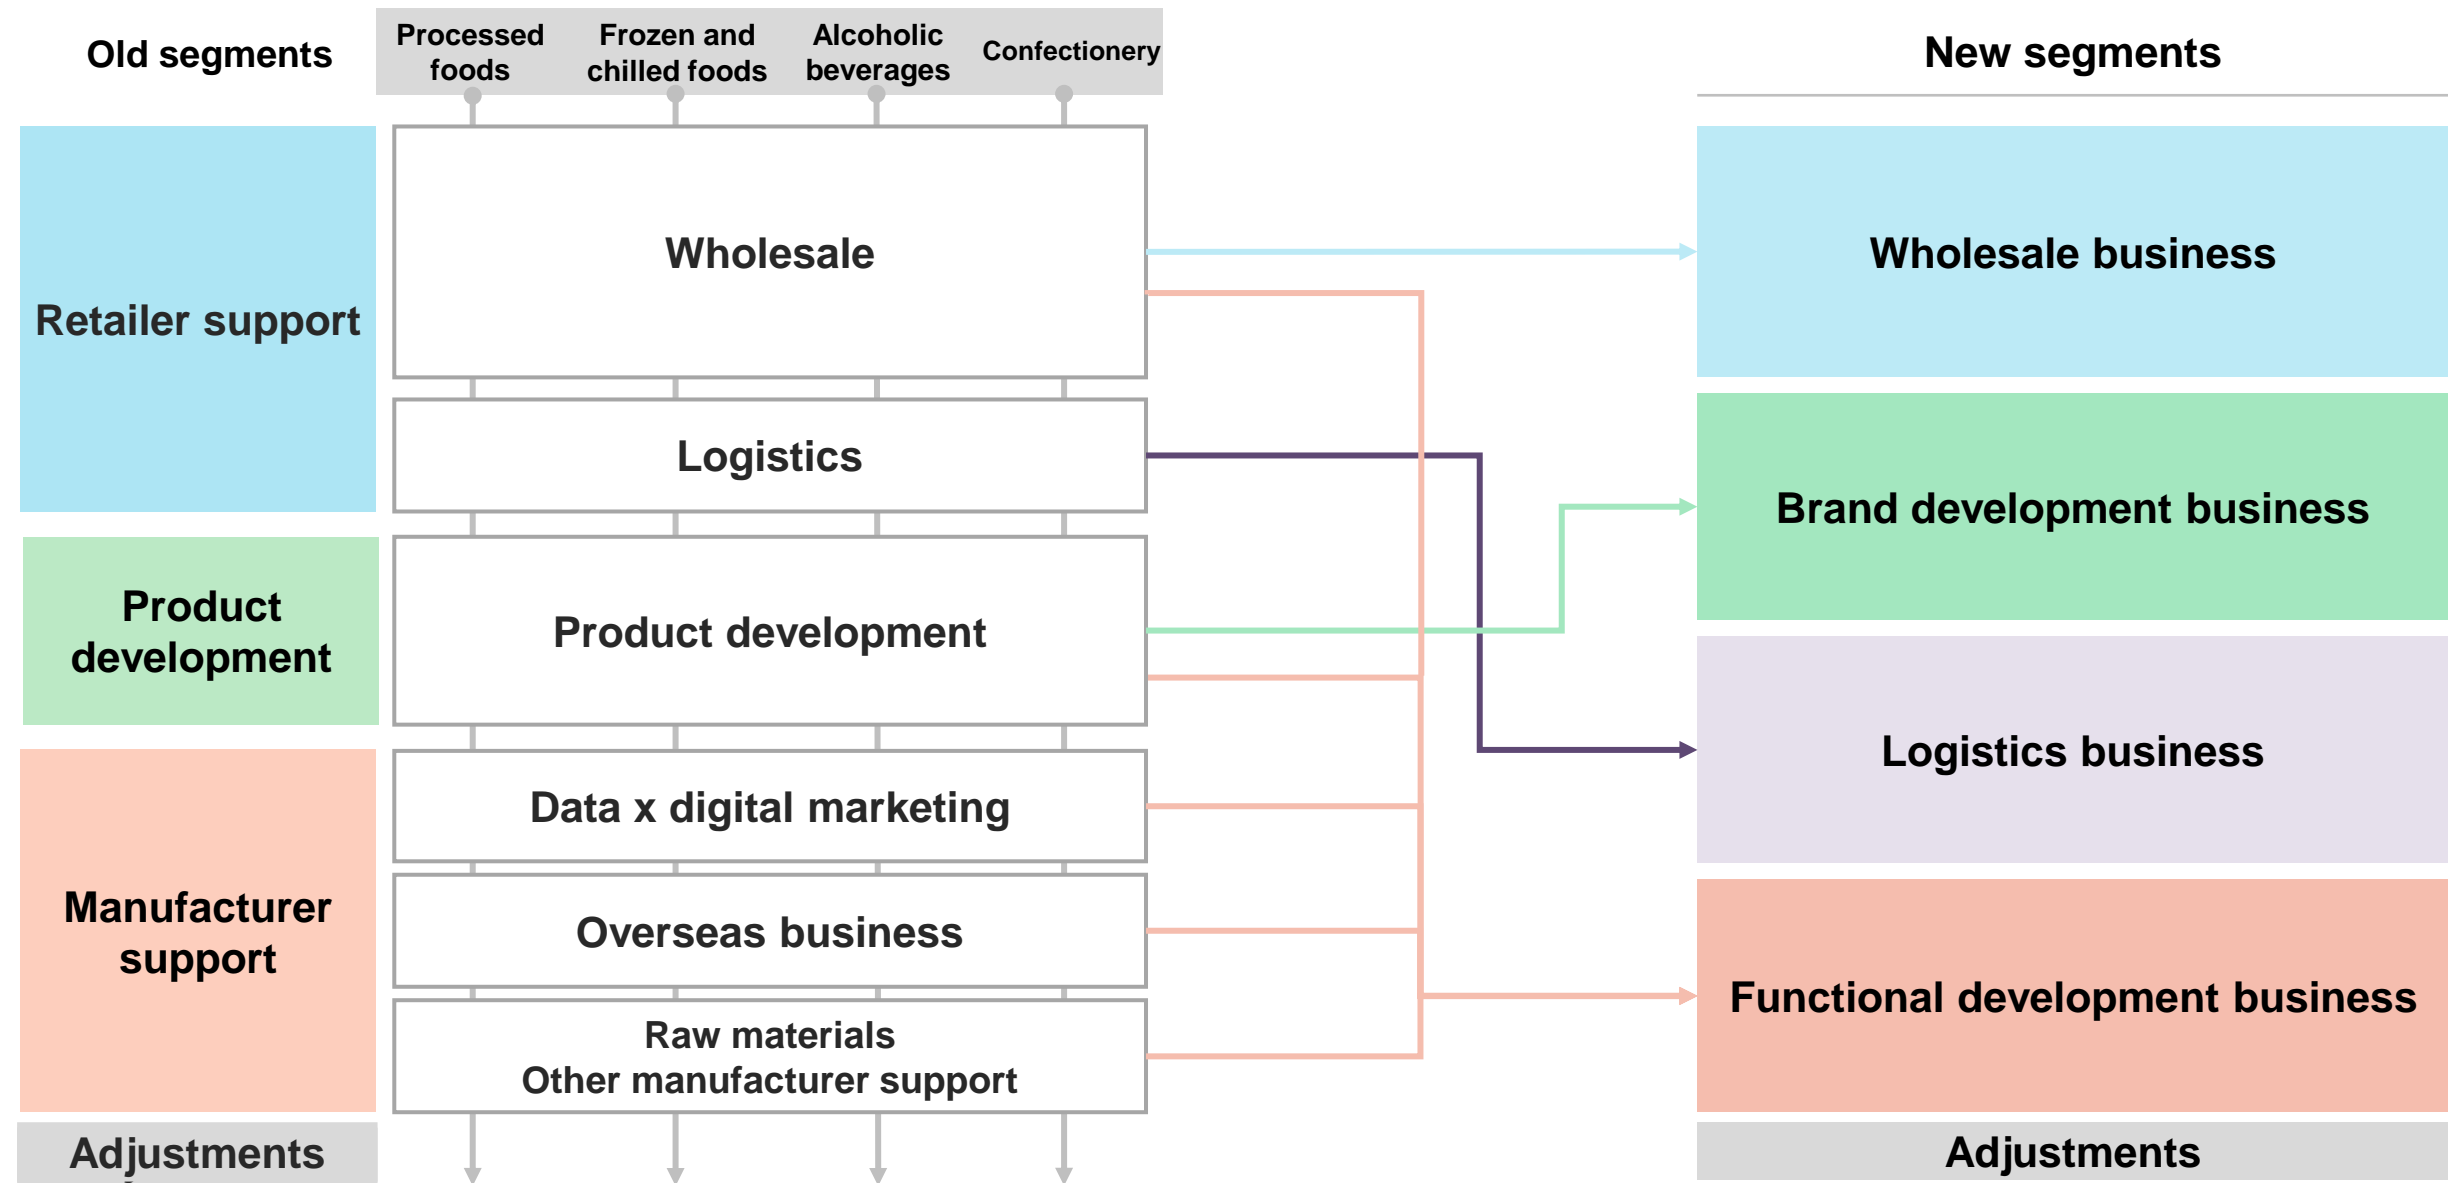 Old segments
Processed
foods
Frozen and
chilled foods
Alcoholic
beverages
Confectionery
New segments
Retailer support
Wholesale
Wholesale business
Logistics
Brand development business
Product
development
Product development
Logistics business
Manufacturer
support
Data x digital marketing
Overseas business
Functional development business
Raw materials
Other manufacturer support
Adjustments
Adjustments